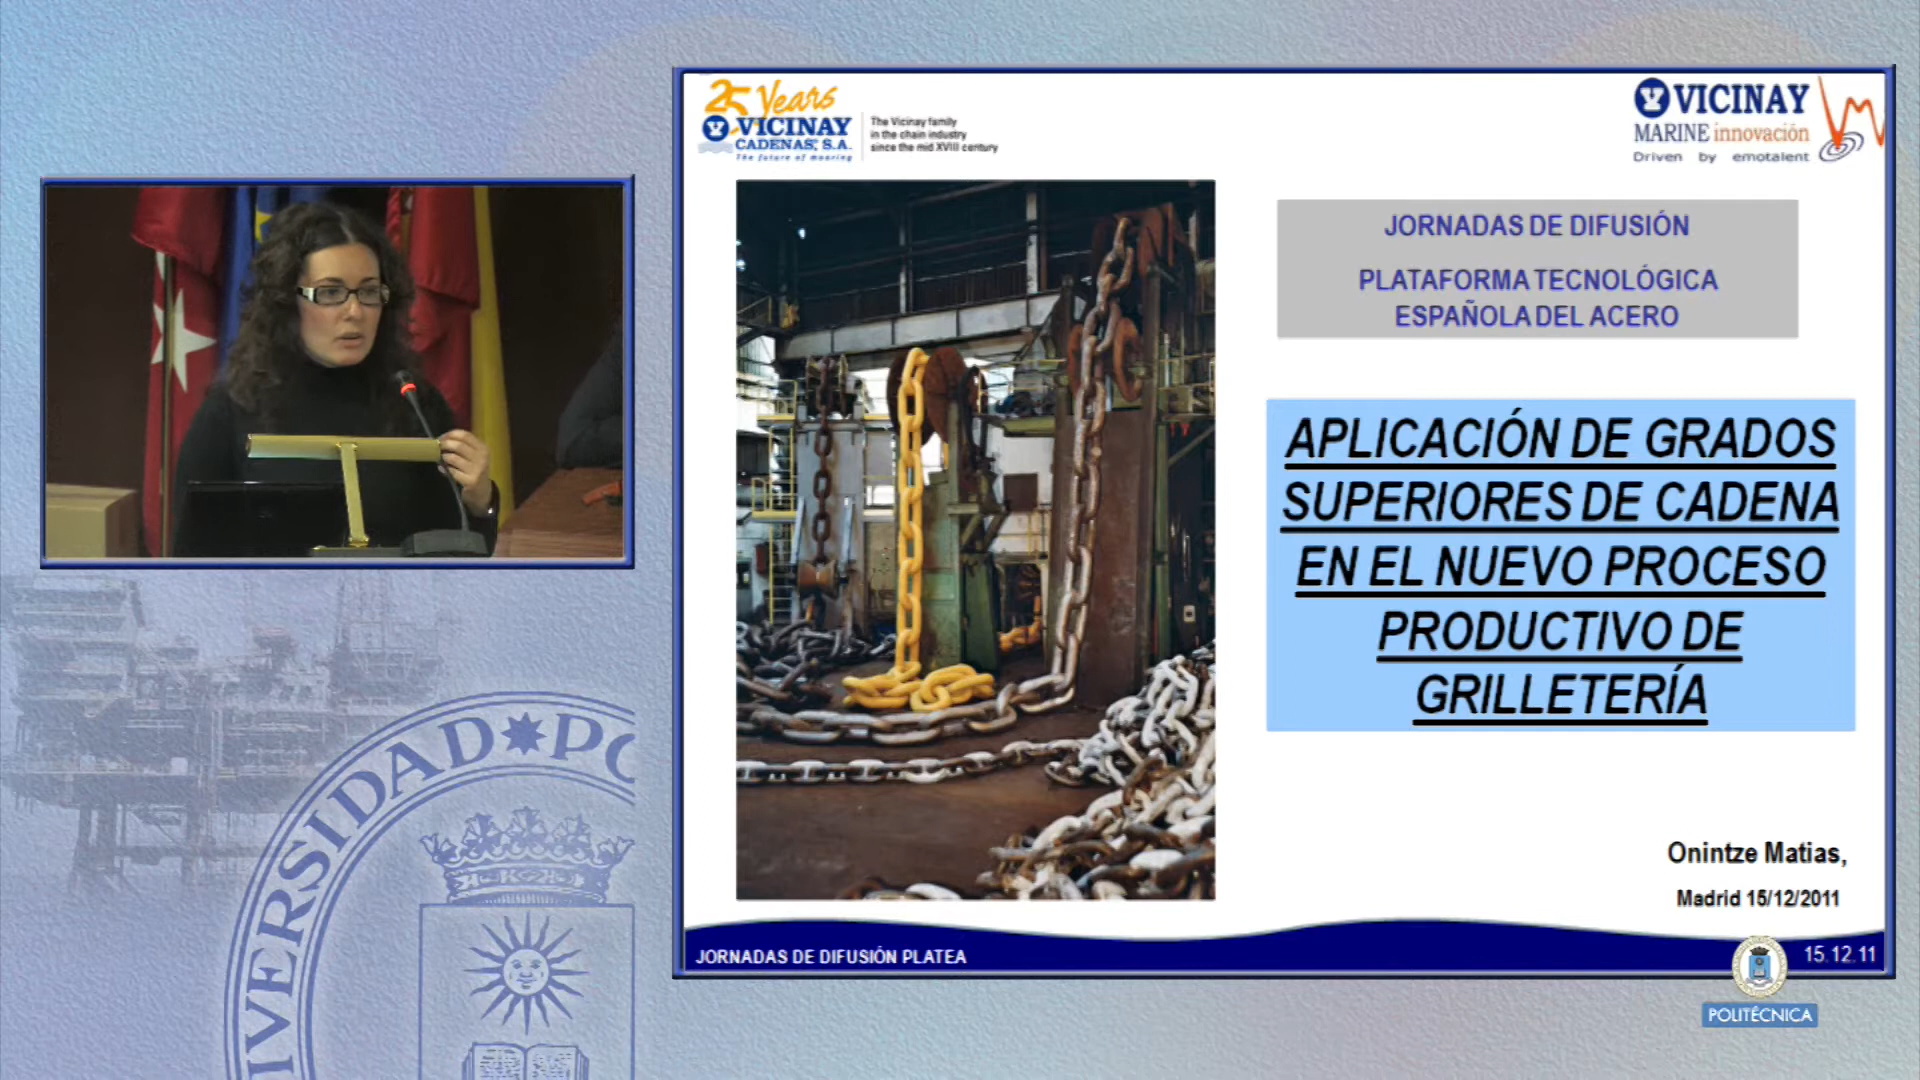 25 Years
VICINAY
CADENAS, S.A.
The future of mooring
The Vicinay family
in the chain industry
since the mid XVIII century
VICINAY
MARINE innovación
Driven by emotalent
JORNADAS DE DIFUSIÓN
PLATAFORMA TECNOLÓGICA
ESPAÑOLA DEL ACERO
APLICACIÓN DE GRADOS
SUPERIORES DE CADENA
EN EL NUEVO PROCESO
PRODUCTIVO DE
GRILLETERÍA
Onintze Matias,
Madrid 15/12/2011
JORNADAS DE DIFUSIÓN PLATEA
15.12.11
POLITÉCNICA
IVERSIDAD PO